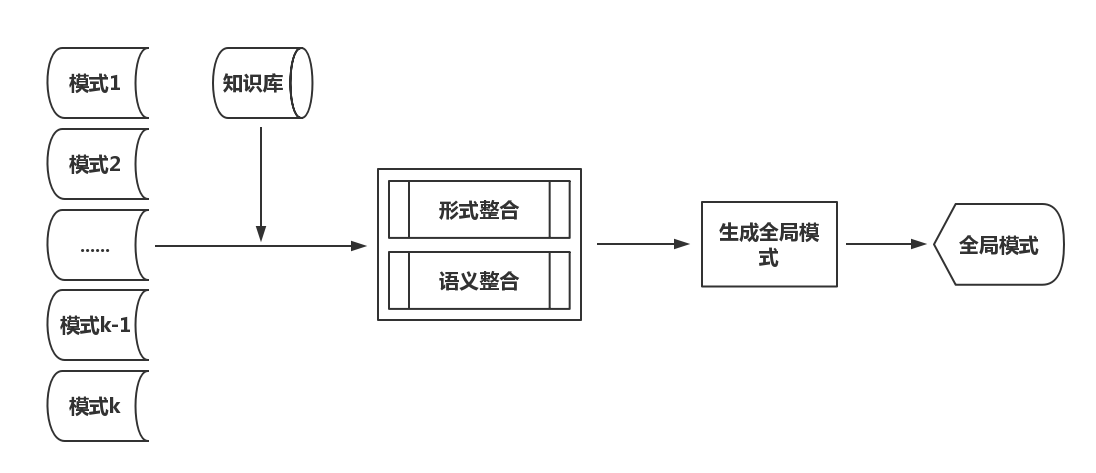 模式1
知识库
模式2
......
模式k-1
模式k
形式整合
语义整合
生成全局模
式
全局模式